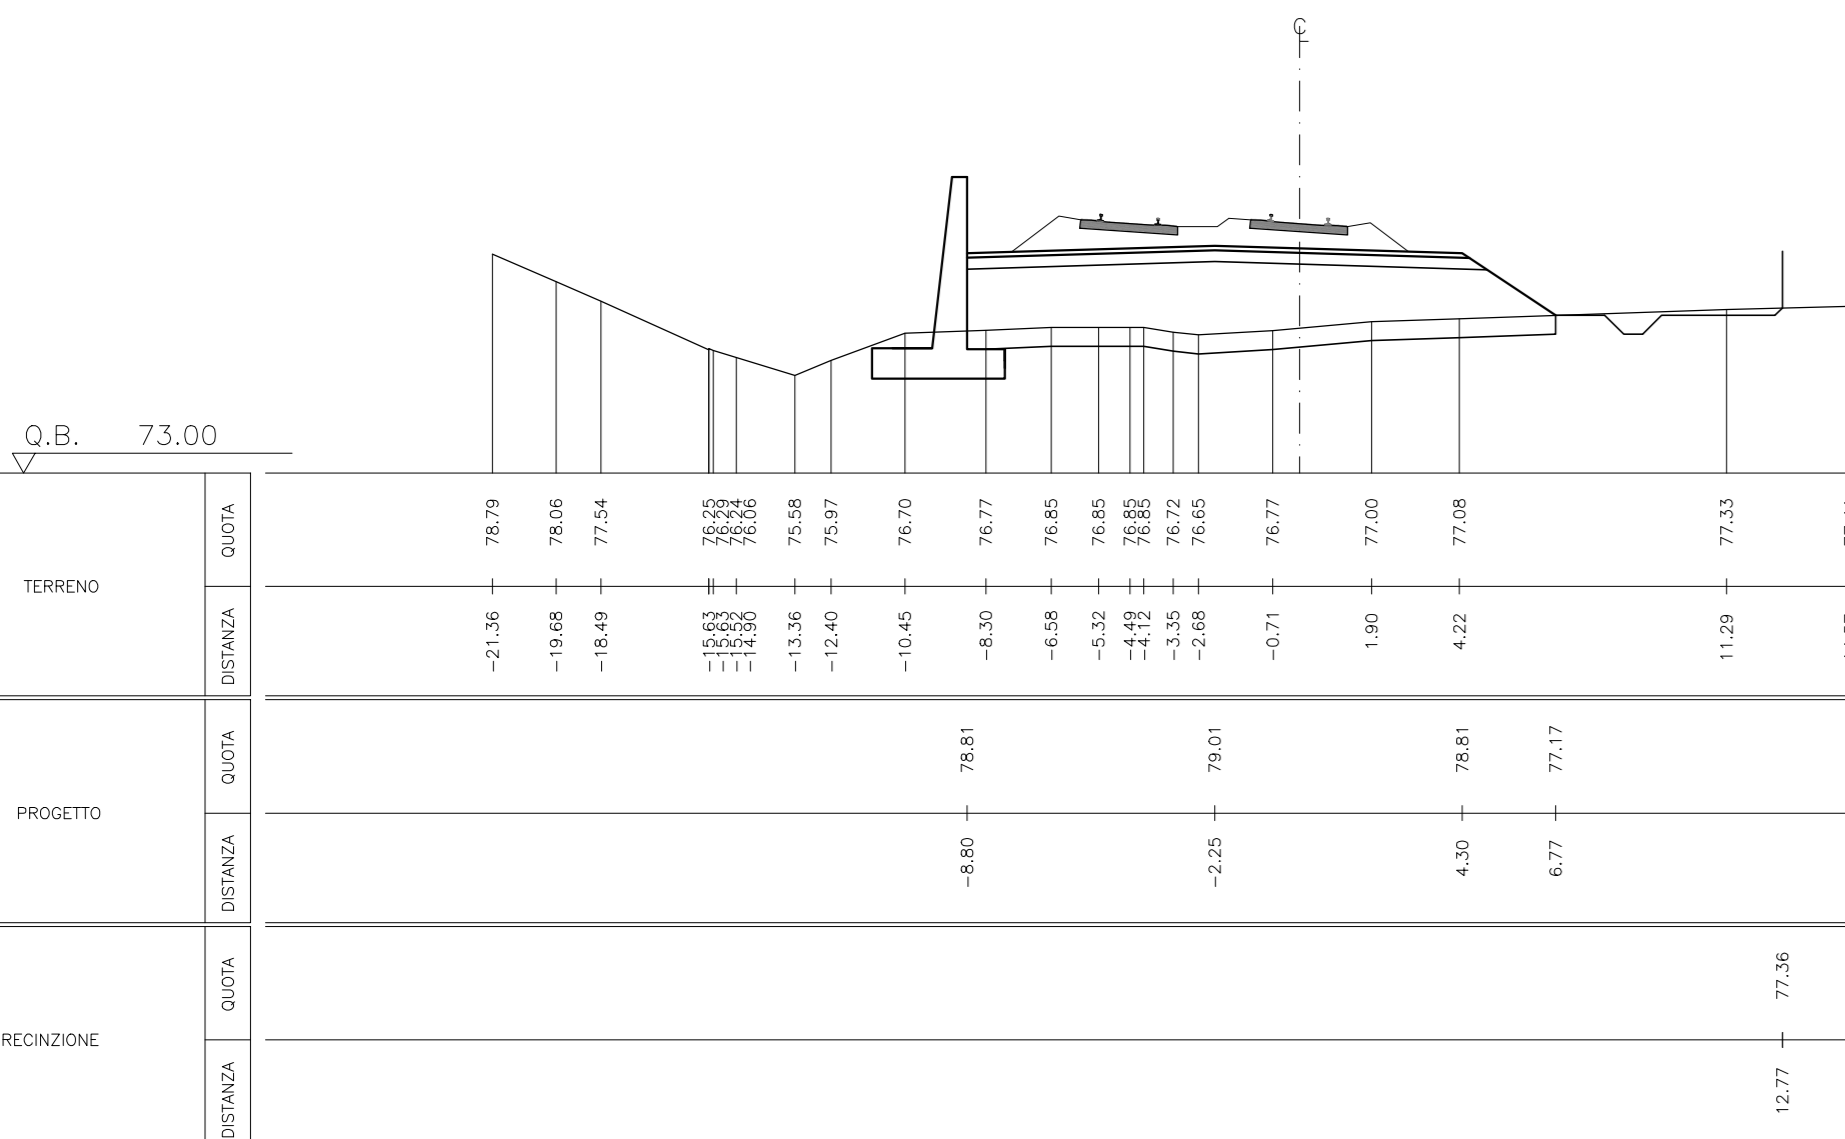 ℄
Q.B. 73.00
TERRENO
QUOTA
78.79 78.06 77.54 76.25 76.29 76.24 76.06 75.58 75.97 76.70 76.77 76.85 76.85 76.85 76.85 76.72 76.65 76.77 77.00 77.08 77.33
DISTANZA
-21.36 -19.68 -18.49 -15.63 -15.63 -15.52 -14.90 -13.36 -12.40 -10.45 -8.30 -6.58 -5.32 -4.49 -4.12 -3.35 -2.68 -0.71 1.90 4.22 11.29
PROGETTO
QUOTA
78.81 79.01 78.81 77.17
DISTANZA
-8.80 -2.25 4.30 6.77
RECINZIONE
QUOTA
77.36
DISTANZA
12.77